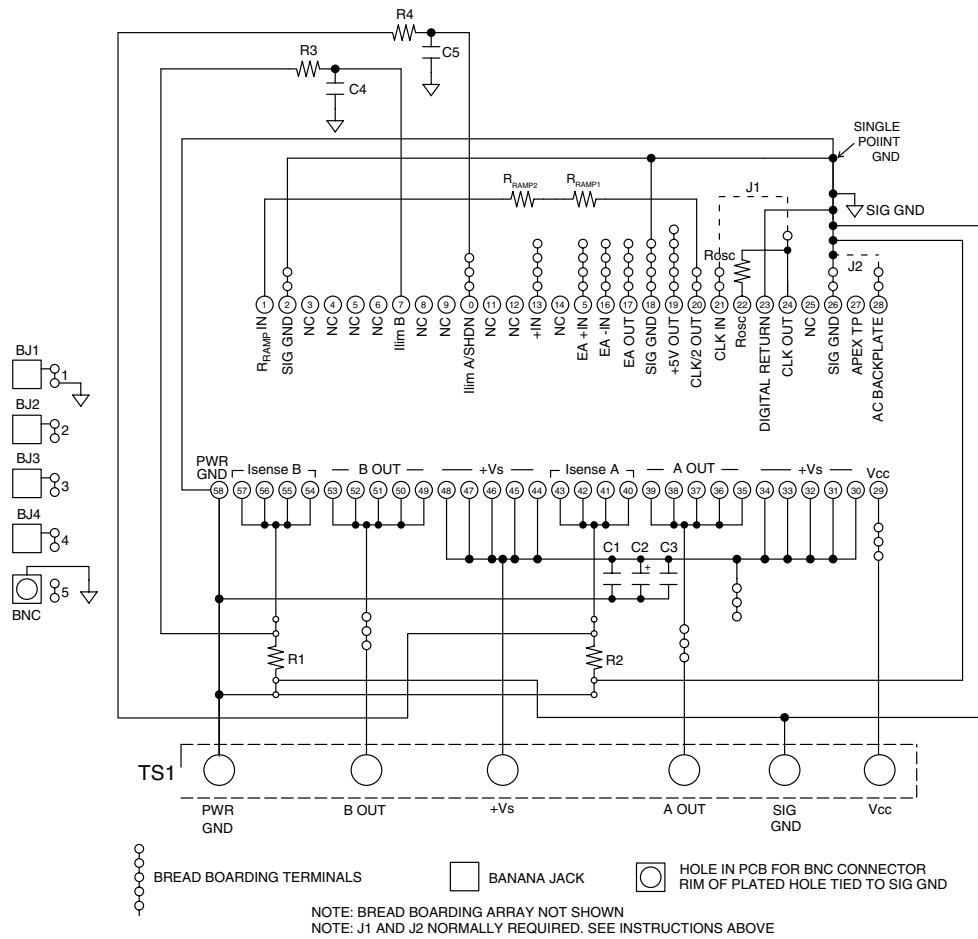 R4
C5
R3
C4
SINGLE
POIINT
GND
RRAMP2
RRAMP1
J1
SIG GND
Rosc
J2
1 2 3 4 5 6 7 8 9 0 11 12 13 14 5 16 17 18 19 20 21 22 23 24 25 26 27 28
RRAMP IN
SIG GND
NC
NC
NC
NC
Ilim B
NC
NC
Ilim A/SHDN
NC
NC
+IN
NC
EA +IN
EA -IN
EA OUT
SIG GND
+5V OUT
CLK/2 OUT
CLK IN
Rosc
DIGITAL RETURN
CLK OUT
NC
SIG GND
APEX TP
AC BACKPLATE
BJ1
1
BJ2
2
BJ3
3
BJ4
4
5
BNC
PWR
GND
Isense B
B OUT
+Vs
Isense A
A OUT
+Vs
Vcc
58 57 56 55 54 53 52 51 50 49 48 47 46 45 44 43 42 41 40 39 38 37 36 35 34 33 32 31 30 29
C1 C2 C3
+
R1
R2
TS1
PWR
GND
B OUT
+Vs
A OUT
SIG
GND
Vcc
BREAD BOARDING TERMINALS
BANANA JACK
HOLE IN PCB FOR BNC CONNECTOR
RIM OF PLATED HOLE TIED TO SIG GND
NOTE: BREAD BOARDING ARRAY NOT SHOWN
NOTE: J1 AND J2 NORMALLY REQUIRED. SEE INSTRUCTIONS ABOVE